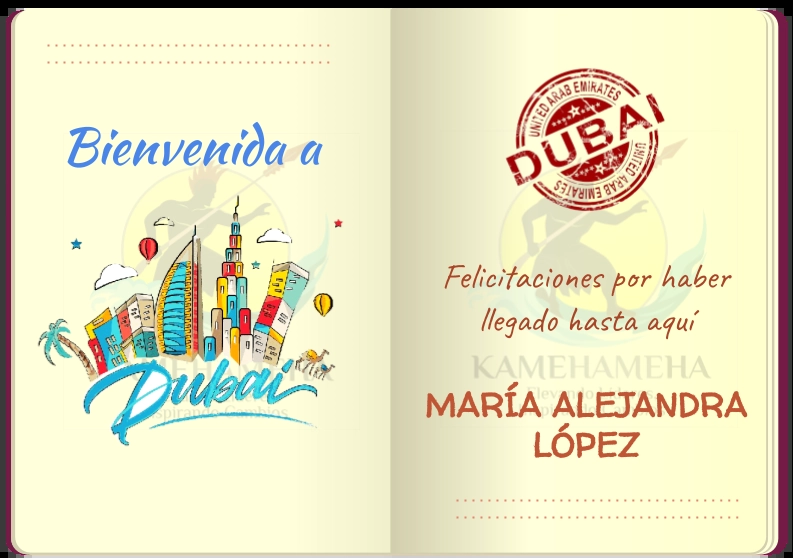 Bienvenida a
Dubai
KAMEHAMEHA
UNITED ARAB EMIRATES
DUBAI
UNITED ARAB EMIRATES
Felicitaciones por haber
llegado hasta aquí
KAMEHAMEHA
MARÍA ALEJANDRA
LÓPEZ